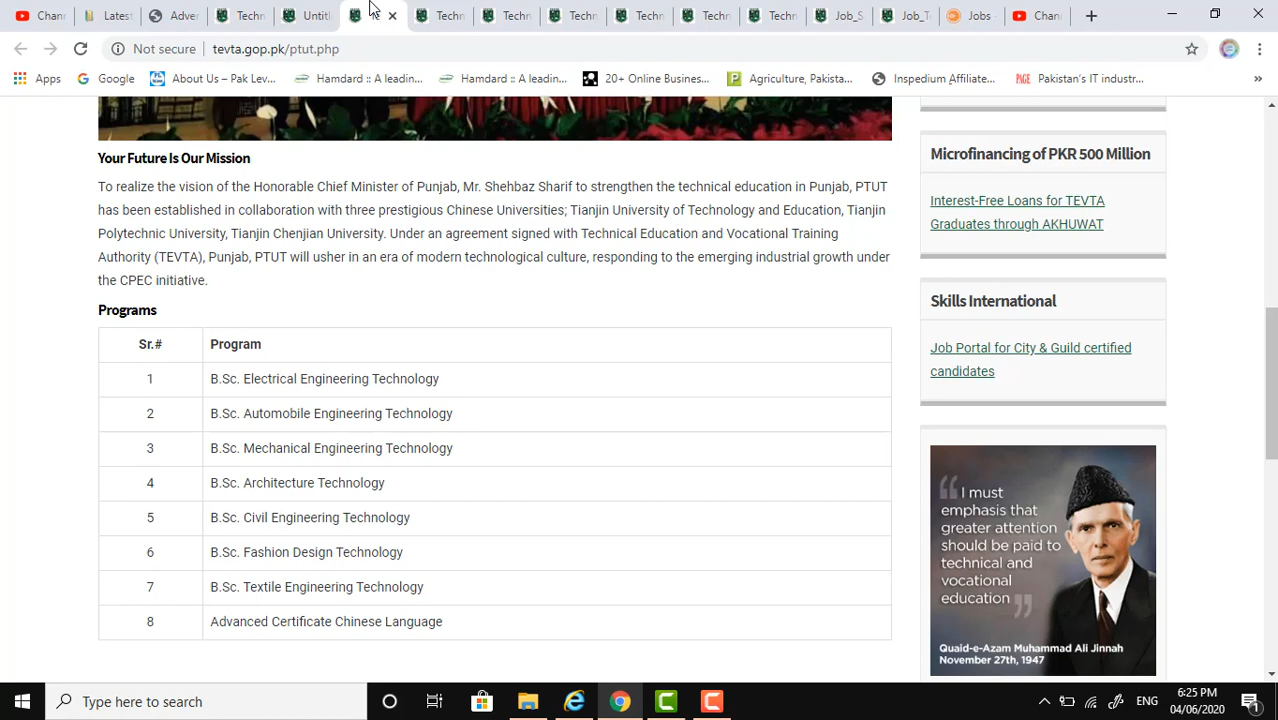 Chann
Latest
Adver
Techn
Untitl
Techn
Techn
Techn
Techn
Techn
Techn
Job_S
Job_T
Jobs -
Chann
Not secure
tevta.gop.pk/ptut.php
Apps
Google
About Us – Pak Lev...
Hamdard :: A leadin...
Hamdard :: A leadin...
20+ Online Business...
Agriculture, Pakista...
Inspedium Affiliate...
Pakistan's IT industr...
Your Future Is Our Mission
To realize the vision of the Honorable Chief Minister of Punjab, Mr. Shehbaz Sharif to strengthen the technical education in Punjab, PTUT
has been established in collaboration with three prestigious Chinese Universities; Tianjin University of Technology and Education, Tianjin
Polytechnic University, Tianjin Chenjian University. Under an agreement signed with Technical Education and Vocational Training
Authority (TEVTA), Punjab, PTUT will usher in an era of modern technological culture, responding to the emerging industrial growth under
the CPEC initiative.
Programs
Sr.# Program
1 B.Sc. Electrical Engineering Technology
2 B.Sc. Automobile Engineering Technology
3 B.Sc. Mechanical Engineering Technology
4 B.Sc. Architecture Technology
5 B.Sc. Civil Engineering Technology
6 B.Sc. Fashion Design Technology
7 B.Sc. Textile Engineering Technology
8 Advanced Certificate Chinese Language
Microfinancing of PKR 500 Million
Interest-Free Loans for TEVTA
Graduates through AKHUWAT
Skills International
Job Portal for City & Guild certified
candidates
I must
emphasis that
greater attention
should be paid to
technical and
vocational
education
Quaid-e-Azam Muhammad Ali Jinnah
November 27th, 1947
Type here to search
ENG
6:25 PM
04/06/2020